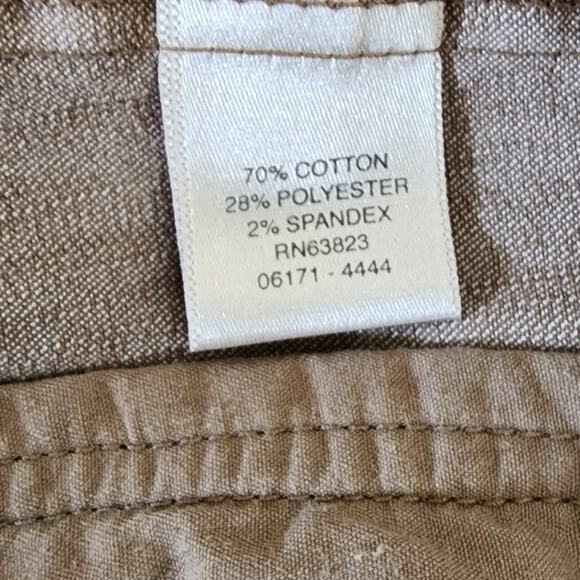 70% COTTON
28% POLYESTER
2% SPANDEX
RN63823
06171 - 4444